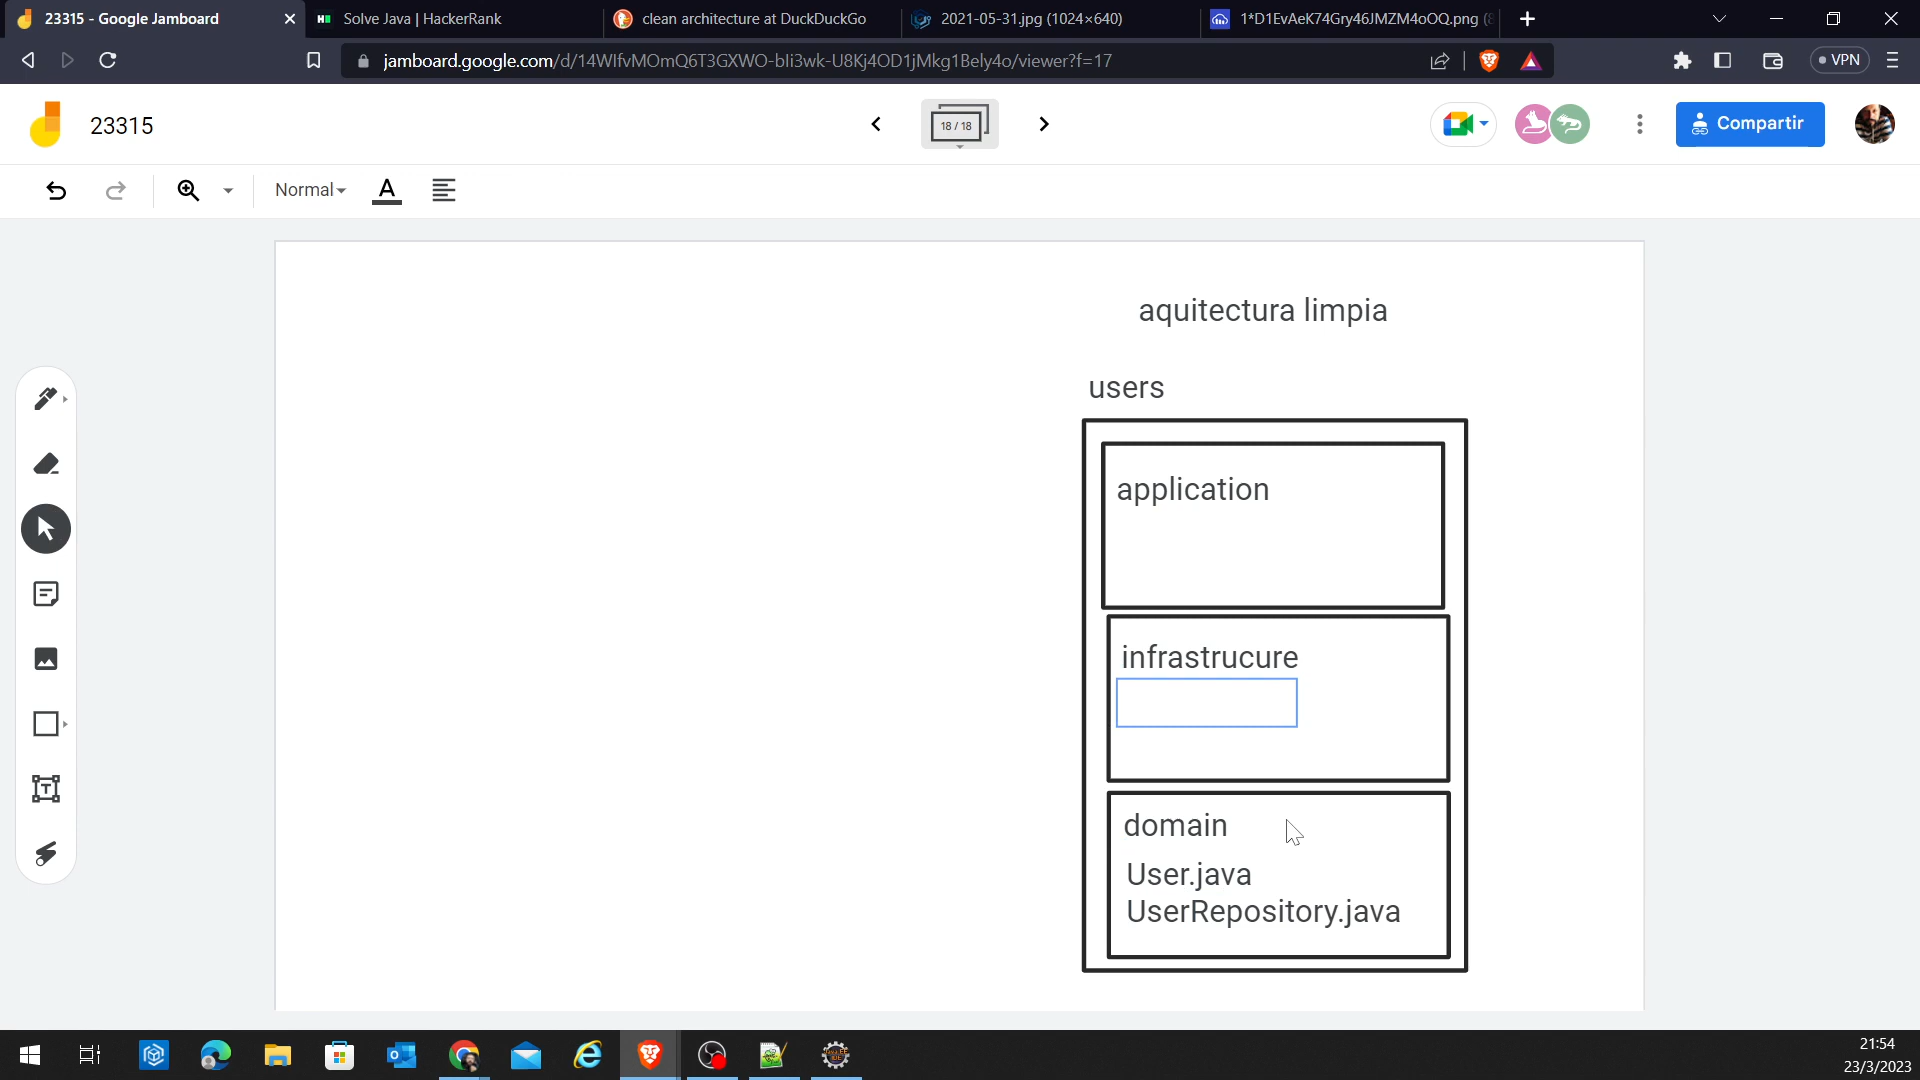 23315 - Google Jamboard
Solve Java | HackerRank
clean architecture at DuckDuckGo
2021-05-31.jpg (1024×640)
1*D1EvAeK74Gry46JMZM4oOQ.png (8
jamboard.google.com/d/14WIfvMOmQ6T3GXWO-bIi3wk-U8Kj4OD1jMkg1Bely4o/viewer?f=17
VPN
23315
18 / 18
Compartir
Normal
A
aquitectura limpia
users
application
infrastrucure
domain
User.java
UserRepository.java
21:54
23/3/2023